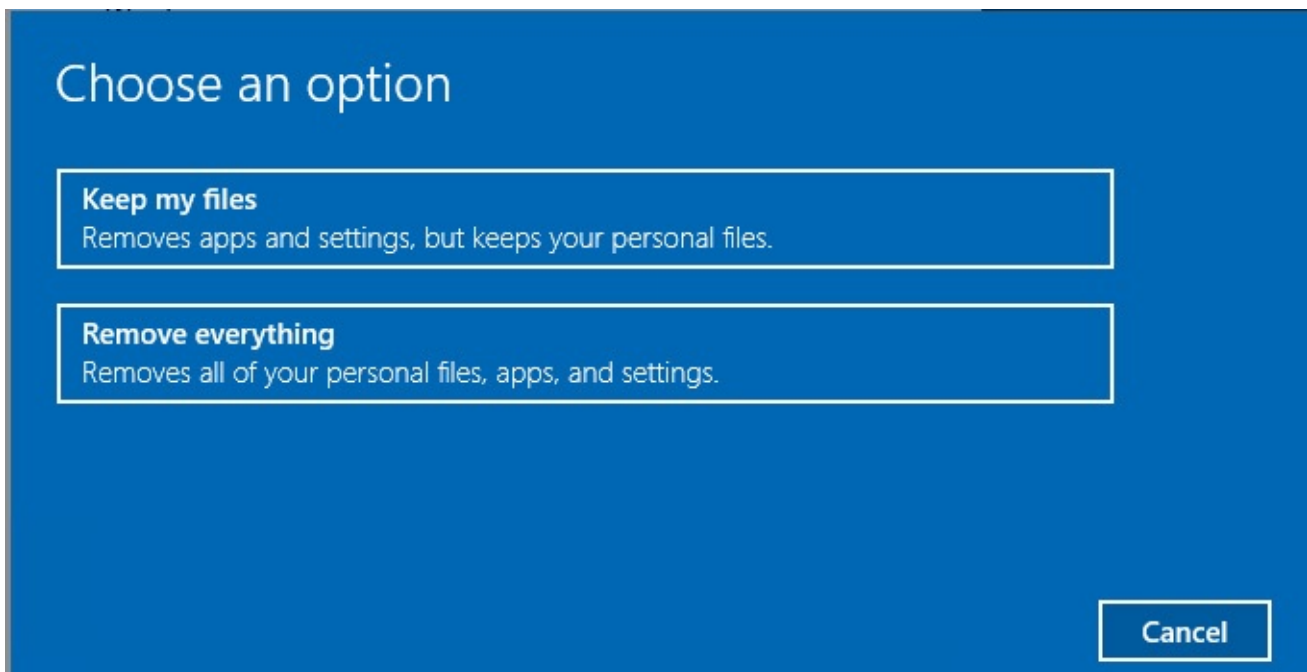 Choose an option
Keep my files
Removes apps and settings, but keeps your personal files.
Remove everything
Removes all of your personal files, apps, and settings.
Cancel